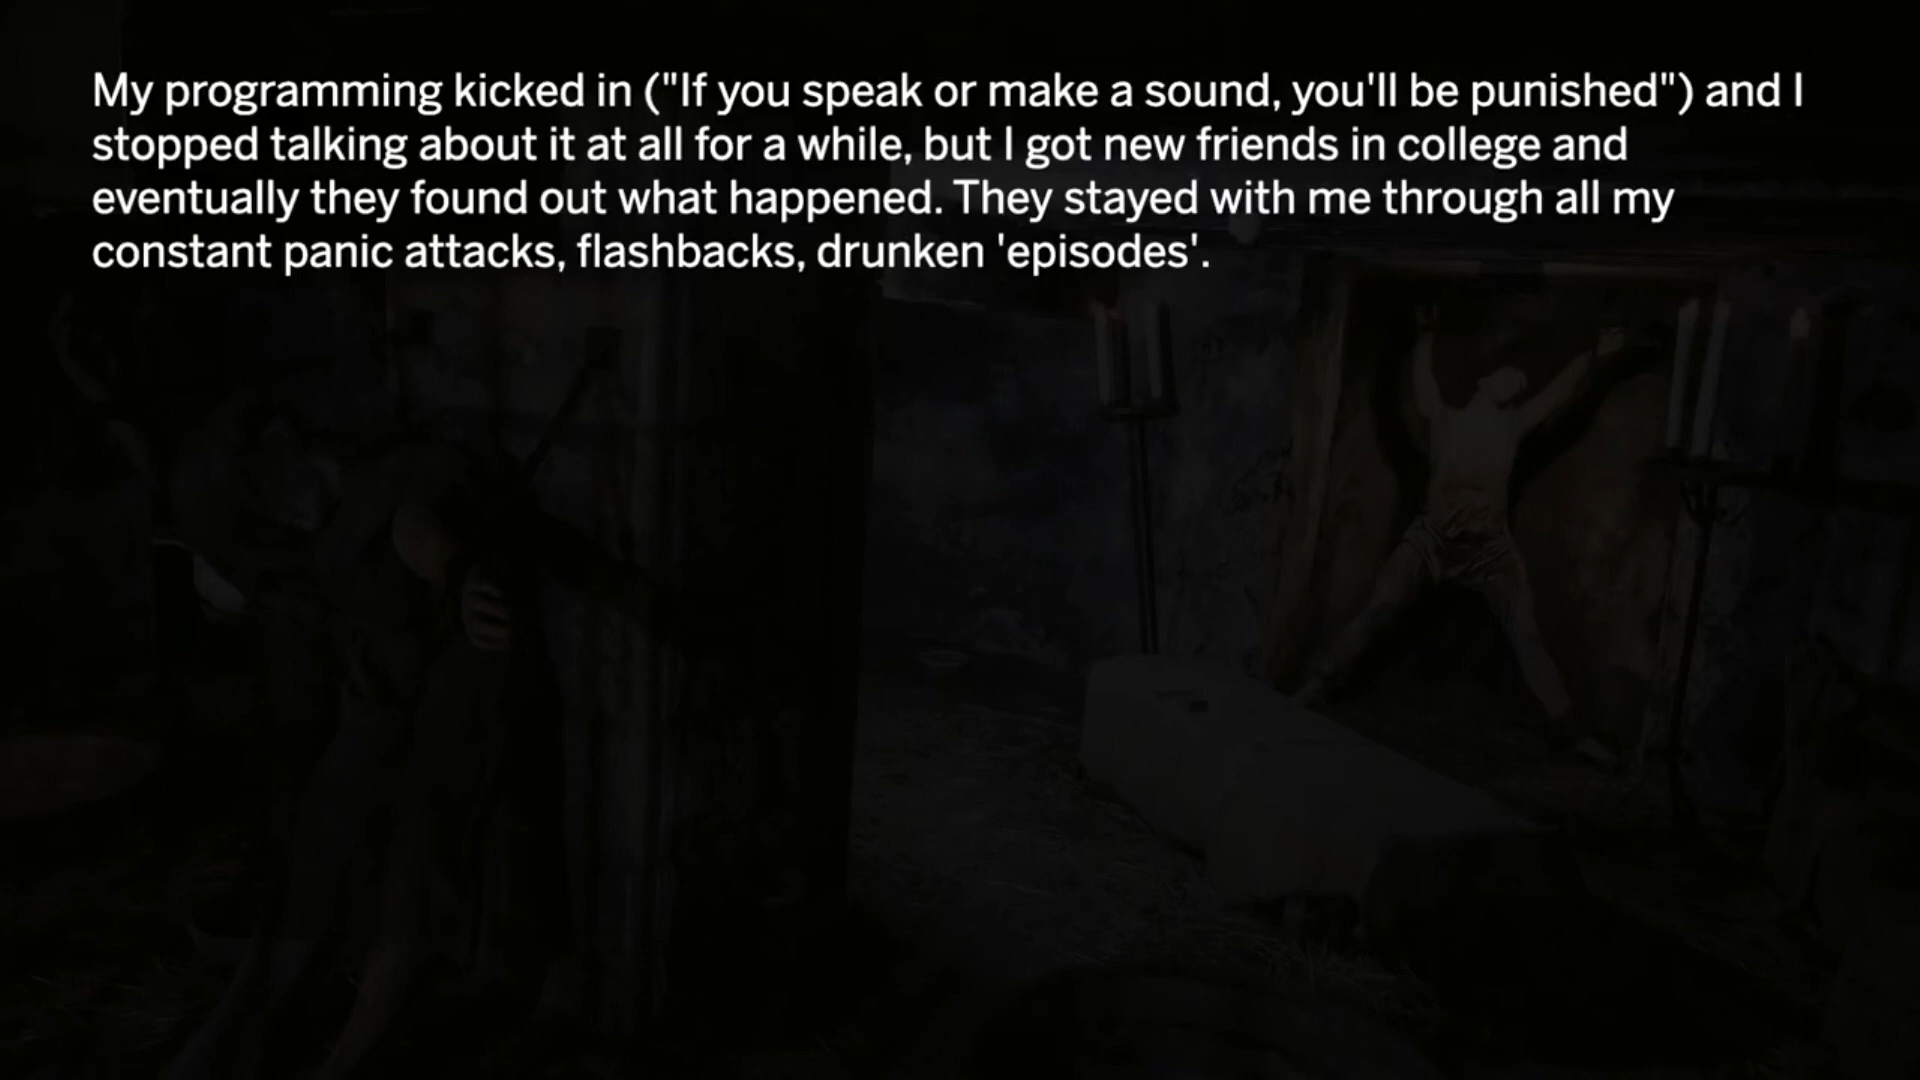 My programming kicked in ("If you speak or make a sound, you'll be punished") and I
stopped talking about it at all for a while, but I got new friends in college and
eventually they found out what happened. They stayed with me through all my
constant panic attacks, flashbacks, drunken 'episodes'.